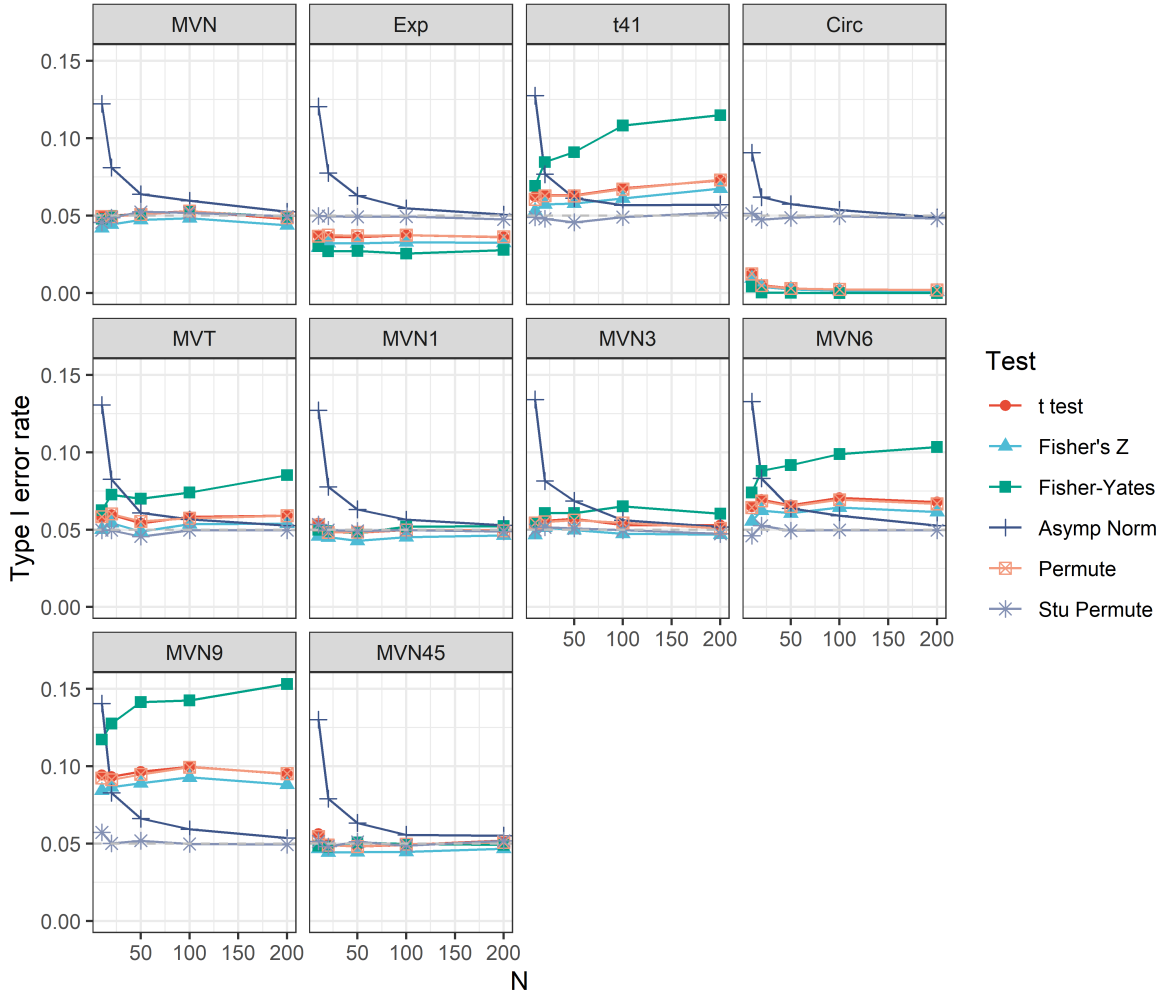 MVN Exp t41 Circ
0.15
0.10
0.05
0.00
MVT MVN1 MVN3 MVN6
0.15
0.10
0.05
0.00
50 100 150 200 50 100 150 200
MVN9 MVN45
0.15
0.10
0.05
0.00
50 100 150 200 50 100 150 200
N
Type I error rate
Test
t test
Fisher's Z
Fisher-Yates
Asymp Norm
Permute
Stu Permute